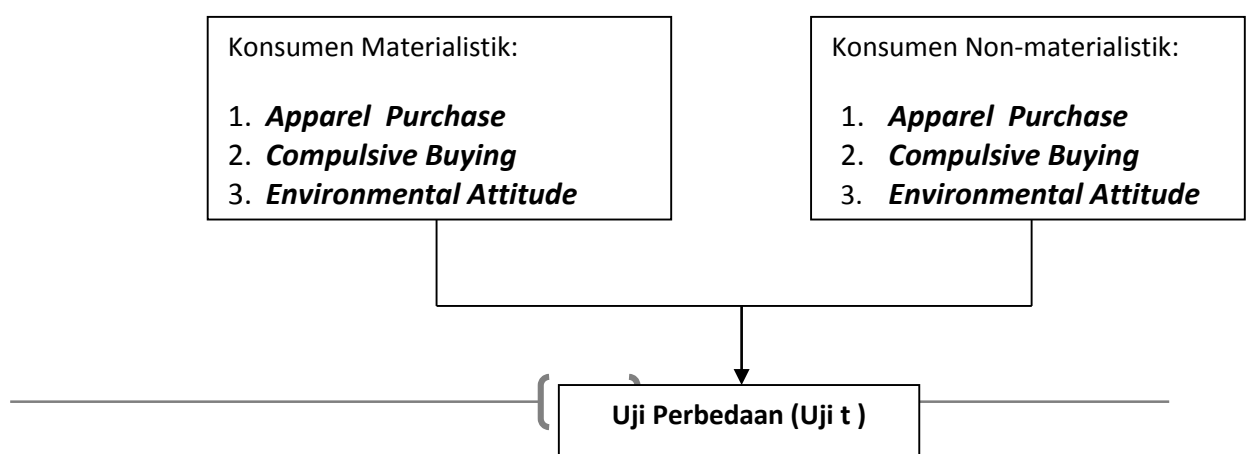 Konsumen Materialistik:
1. Apparel Purchase
2. Compulsive Buying
3. Environmental Attitude
Konsumen Non-materialistik:
1. Apparel Purchase
2. Compulsive Buying
3. Environmental Attitude
Uji Perbedaan (Uji t )